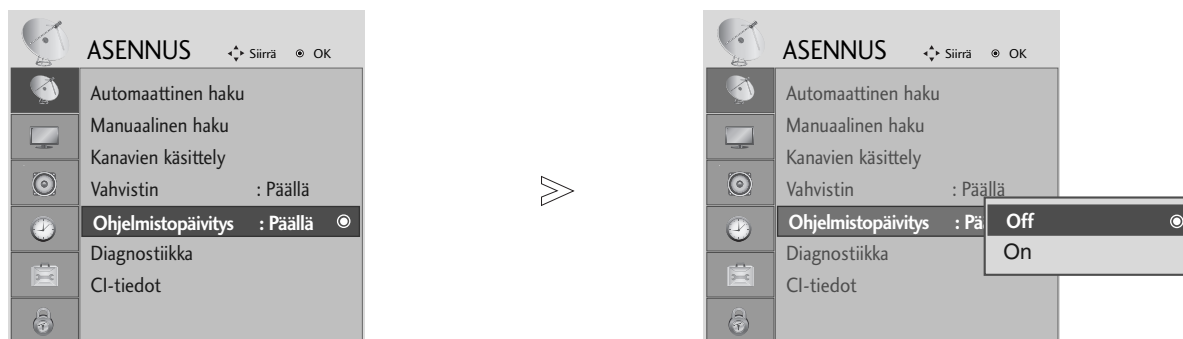 ASENNUS Siirrä OK
Automaattinen haku
Manuaalinen haku
Kanavien käsittely
Vahvistin : Päällä
Ohjelmistopäivitys : Päällä
Diagnostiikka
CI-tiedot
ASENNUS Siirrä OK
Automaattinen haku
Manuaalinen haku
Kanavien käsittely
Vahvistin : Päällä
Ohjelmistopäivitys : Pä
Diagnostiikka
CI-tiedot
Off
On